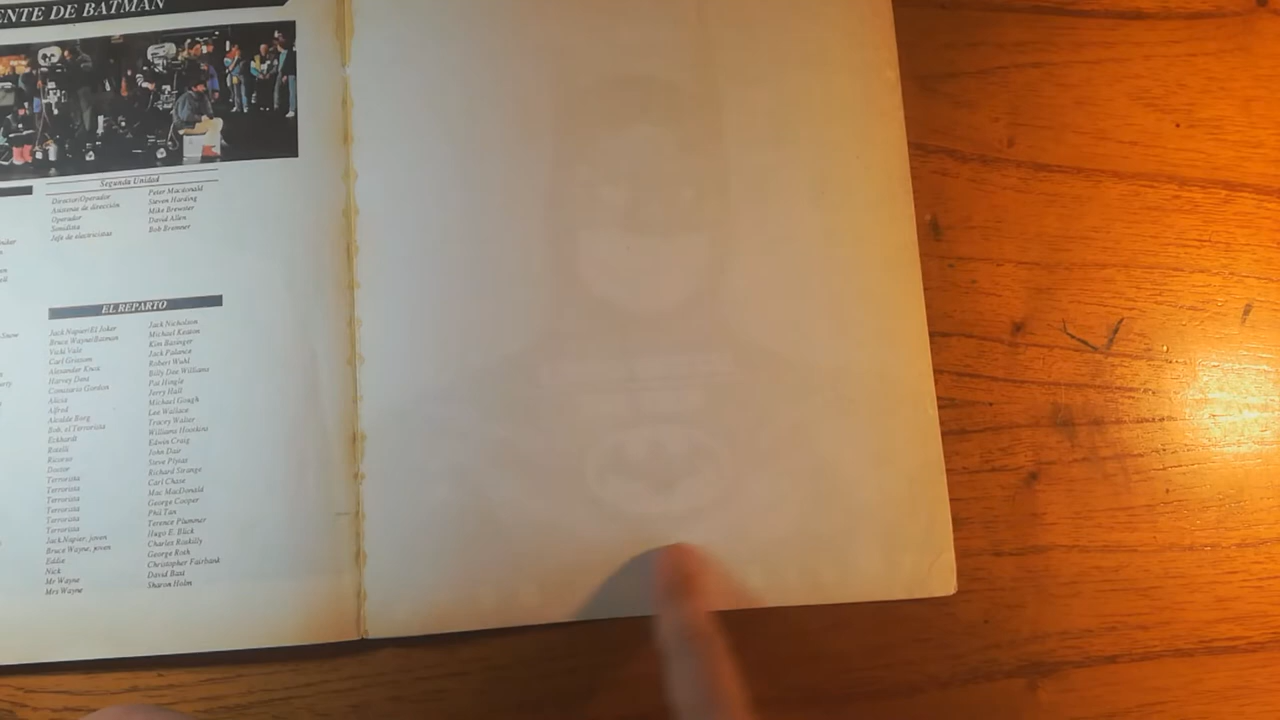 ENTE DE BATMAN
Segunda Unidad
Director/Operador Peter Macdonald
Asistente de dirección Steven Harding
Operador Mike Brewster
Sonidista David Allen
Jefe de electricistas Bob Bremner
EL REPARTO
Jack Napier/El Joker Jack Nicholson
Bruce Wayne/Batman Michael Keaton
Vicki Vale Kim Basinger
Carl Grissom Jack Palance
Alexander Knox Robert Wuhl
Harvey Dent Billy Dee Williams
Comisario Gordon Pat Hingle
Alicia Jerry Hall
Alfred Michael Gough
Alcalde Borg Lee Wallace
Bob, el Terrorista Tracey Walter
Eckhardt Williams Hootkins
Rotelli Edwin Craig
Ricorso John Dair
Doctor Steve Plytas
Terrorista Richard Strange
Terrorista Carl Chase
Terrorista Mac MacDonald
Terrorista George Cooper
Terrorista Phil Tan
Terrorista Terence Plummer
Jack Napier, joven Hugo E. Blick
Bruce Wayne, joven Charles Roskilly
Eddie George Roth
Nick Christopher Fairbank
Mr Wayne David Baxt
Mrs Wayne Sharon Holm